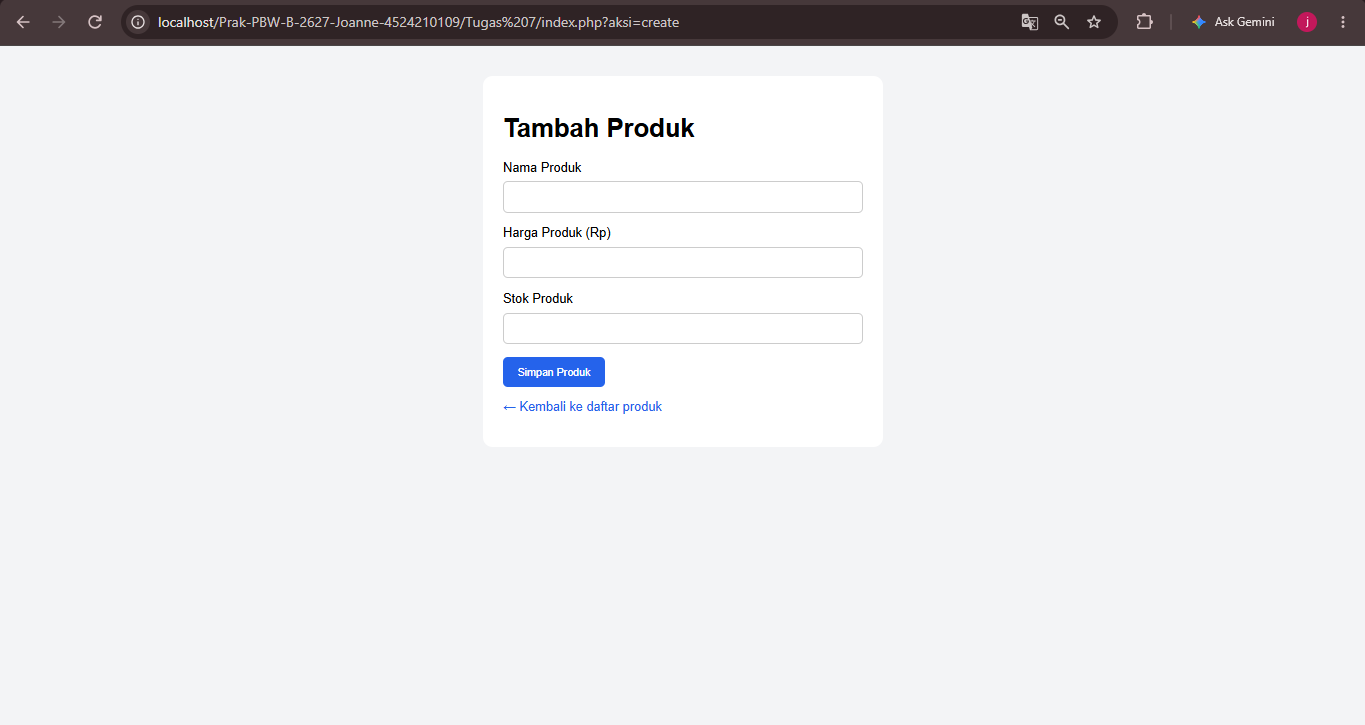 localhost/Prak-PBW-B-2627-Joanne-4524210109/Tugas%207/index.php?aksi=create
Ask Gemini
j
Tambah Produk
Nama Produk
Harga Produk (Rp)
Stok Produk
Simpan Produk
← Kembali ke daftar produk